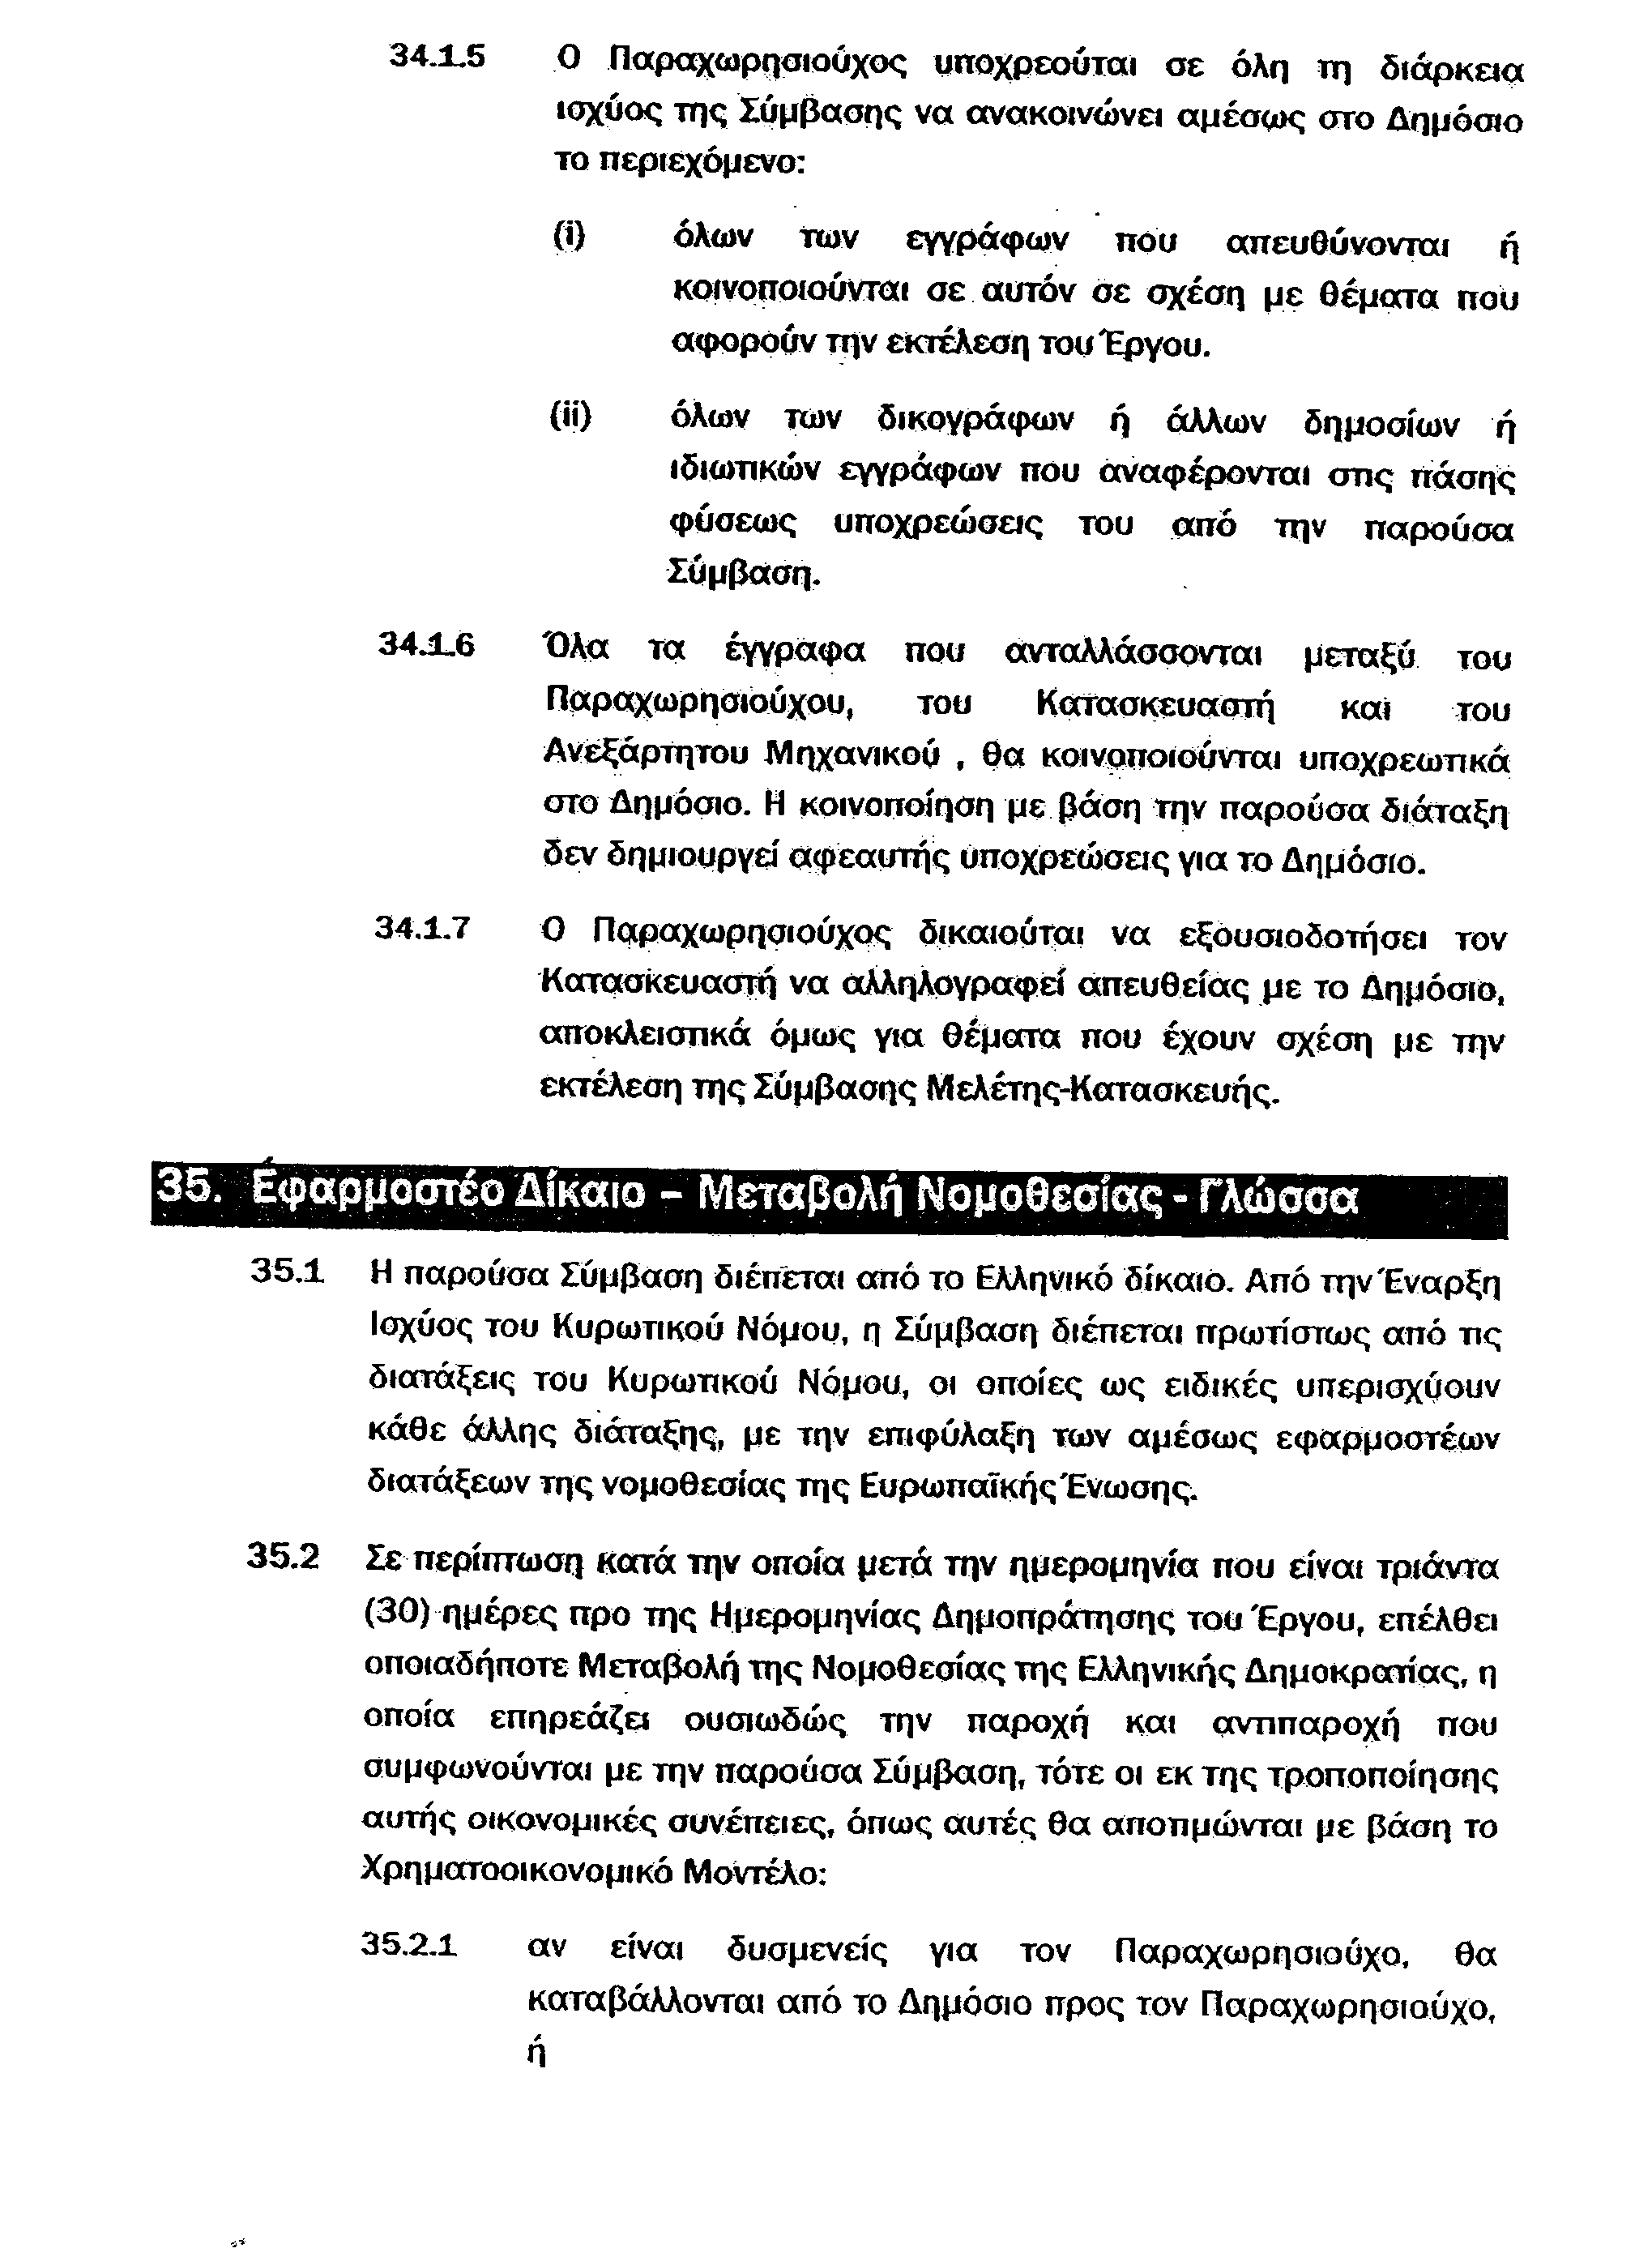 34.1.5 Ο Παραχωρησιούχος υποχρεούται σε όλη τη διάρκεια
ισχύος της Σύμβασης να ανακοινώνει αμέσως στο Δημόσιο
το περιεχόμενο:
(i) όλων των εγγράφων που απευθύνονται ή
κοινοποιούνται σε αυτόν σε σχέση με θέματα που
αφορούν την εκτέλεση του Έργου.
(ii) όλων των δικογράφων ή άλλων δημοσίων ή
ιδιωτικών εγγράφων που αναφέρονται στις πάσης
φύσεως υποχρεώσεις του από την παρούσα
Σύμβαση.
34.1.6 Όλα τα έγγραφα που ανταλλάσσονται μεταξύ του
Παραχωρησιούχου, του Κατασκευαστή και του
Ανεξάρτητου Μηχανικού , θα κοινοποιούνται υποχρεωτικά
στο Δημόσιο. Η κοινοποίηση με βάση την παρούσα διάταξη
δεν δημιουργεί αφεαυτής υποχρεώσεις για το Δημόσιο.
34.1.7 Ο Παραχωρησιούχος δικαιούται να εξουσιοδοτήσει τον
Κατασκευαστή να αλληλογραφεί απευθείας με το Δημόσιο,
αποκλειστικά όμως για θέματα που έχουν σχέση με την
εκτέλεση της Σύμβασης Μελέτης-Κατασκευής.
35. Εφαρμοστέο Δίκαιο – Μεταβολή Νομοθεσίας - Γλώσσα
35.1 Η παρούσα Σύμβαση διέπεται από το Ελληνικό δίκαιο. Από την Έναρξη
Ισχύος του Κυρωτικού Νόμου, η Σύμβαση διέπεται πρωτίστως από τις
διατάξεις του Κυρωτικού Νόμου, οι οποίες ως ειδικές υπερισχύουν
κάθε άλλης διάταξης, με την επιφύλαξη των αμέσως εφαρμοστέων
διατάξεων της νομοθεσίας της Ευρωπαϊκής Ένωσης.
35.2 Σε περίπτωση κατά την οποία μετά την ημερομηνία που είναι τριάντα
(30) ημέρες προ της Ημερομηνίας Δημοπράτησης του Έργου, επέλθει
οποιαδήποτε Μεταβολή της Νομοθεσίας της Ελληνικής Δημοκρατίας, η
οποία επηρεάζει ουσιωδώς την παροχή και αντιπαροχή που
συμφωνούνται με την παρούσα Σύμβαση, τότε οι εκ της τροποποίησης
αυτής οικονομικές συνέπειες, όπως αυτές θα αποτιμώνται με βάση το
Χρηματοοικονομικό Μοντέλο:
35.2.1 αν είναι δυσμενείς για τον Παραχωρησιούχο, θα
καταβάλλονται από το Δημόσιο προς τον Παραχωρησιούχο,
ή